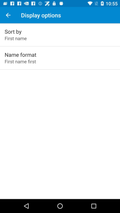 10:55
Display options
Sort by
First name
Name format
First name first